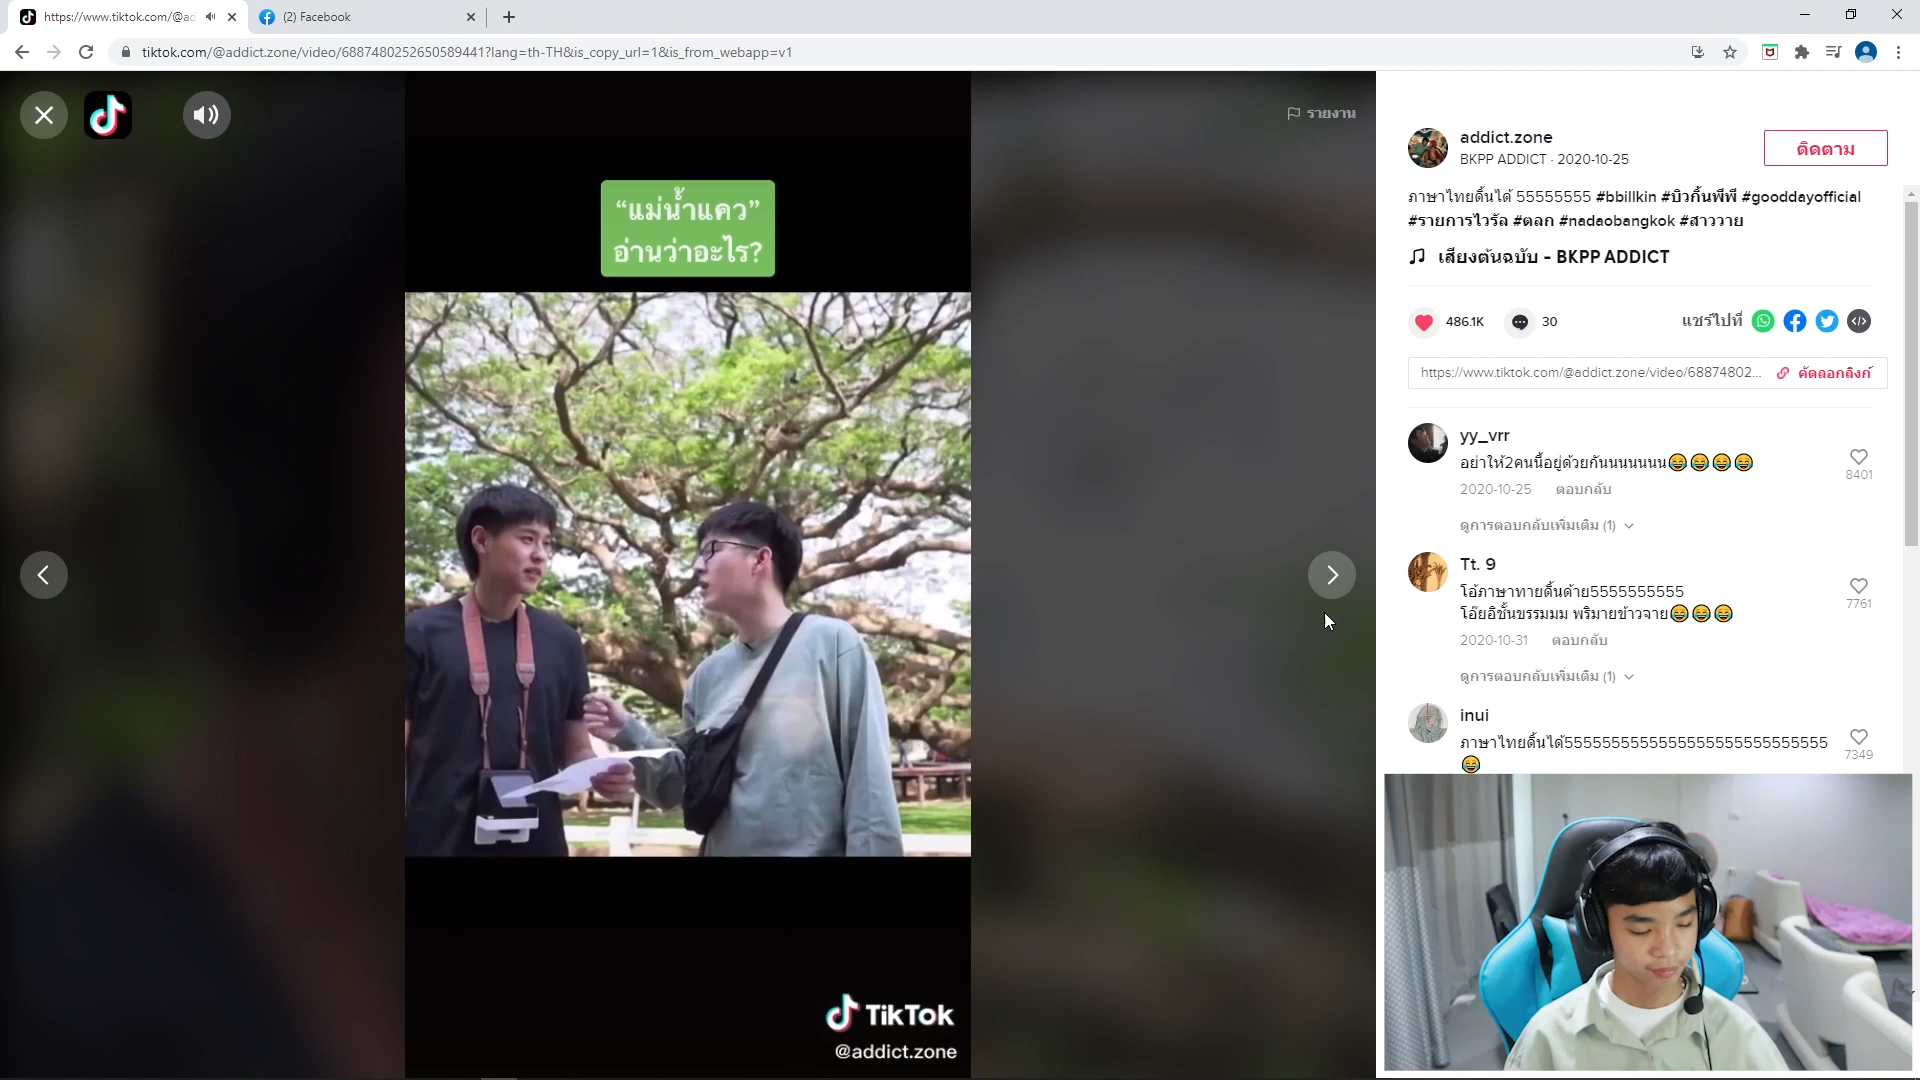 https://www.tiktok.com/@ad
(2) Facebook
tiktok.com/@addict.zone/video/6887480252650589441?lang=th-TH&is_copy_url=1&is_from_webapp=v1
รายงาน
“แม่น้ำแคว”
อ่านว่าอะไร?
TikTok
@addict.zone
addict.zone
BKPP ADDICT · 2020-10-25
ติดตาม
ภาษาไทยดิ้นได้ 55555555 #bbillkin #บิวกิ้นพีพี #gooddayofficial
#รายการไวรัล #ตลก #nadaobangkok #สาววาย
เสียงต้นฉบับ - BKPP ADDICT
486.1K
30
แชร์ไปที่
https://www.tiktok.com/@addict.zone/video/68874802...
คัดลอกลิงก์
yy_vrr
อย่าให้2คนนี้อยู่ด้วยกันนนนนนน😂😂😂😂
8401
2020-10-25 ตอบกลับ
ดูการตอบกลับเพิ่มเติม (1)
Tt. 9
โอ้ภาษาทายดิ้นด้าย5555555555
โอ๊ยอิชั้นขรรมมม พริมายข้าวจาย😂😂😂
7761
2020-10-31 ตอบกลับ
ดูการตอบกลับเพิ่มเติม (1)
inui
ภาษาไทยดิ้นได้5555555555555555555555555555
😂
7349